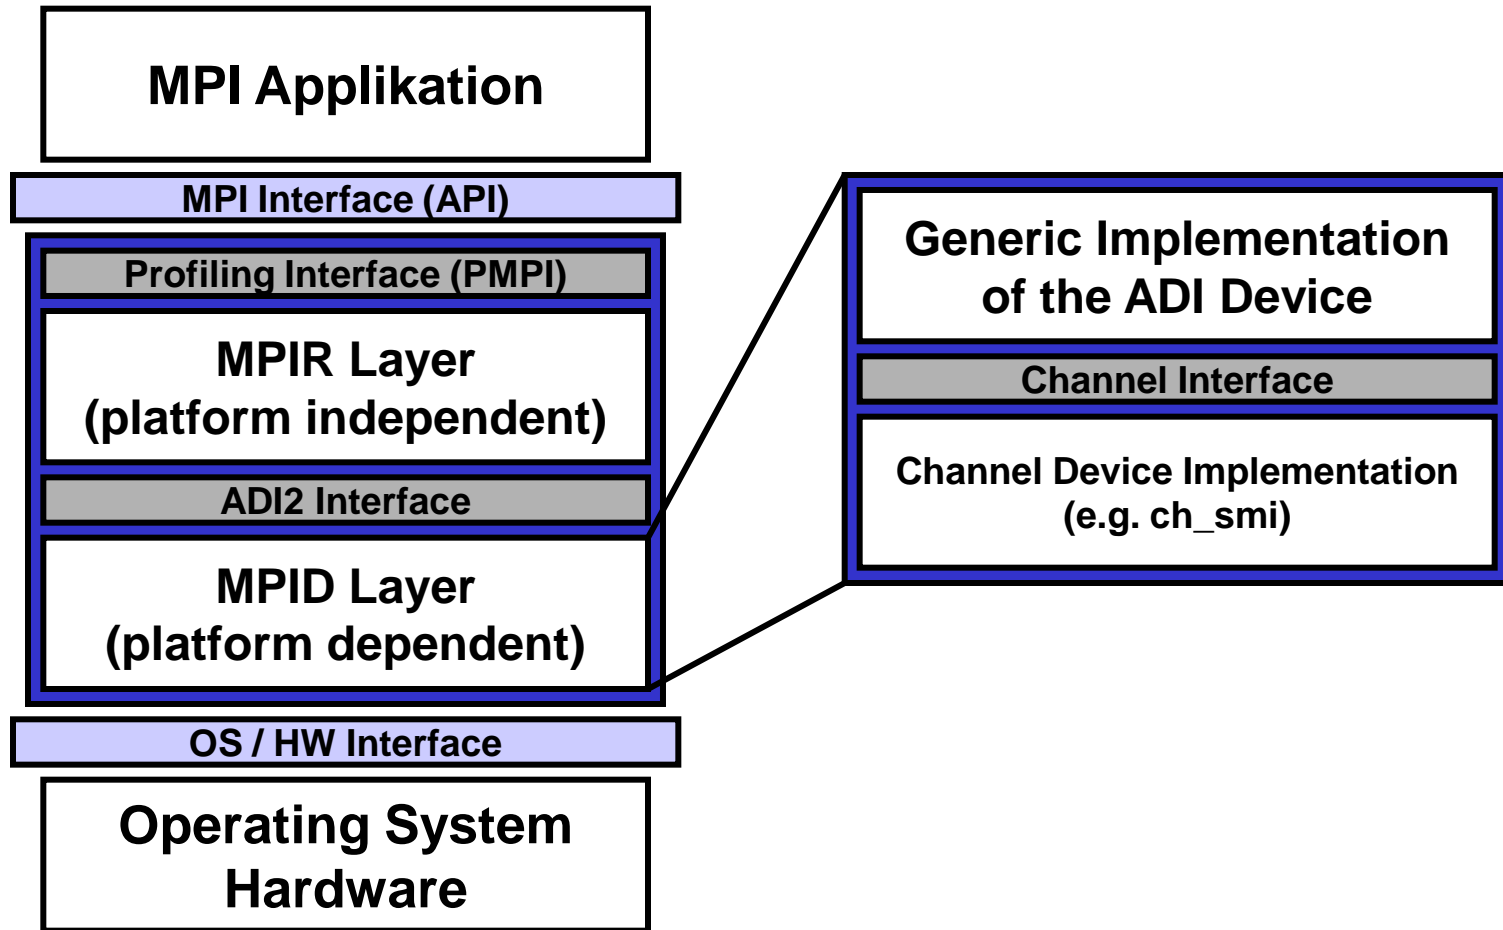 MPI Applikation
MPI Interface (API)
Profiling Interface (PMPI)
MPIR Layer
(platform independent)
ADI2 Interface
MPID Layer
(platform dependent)
OS / HW Interface
Operating System
Hardware
Generic Implementation
of the ADI Device
Channel Interface
Channel Device Implementation
(e.g. ch_smi)